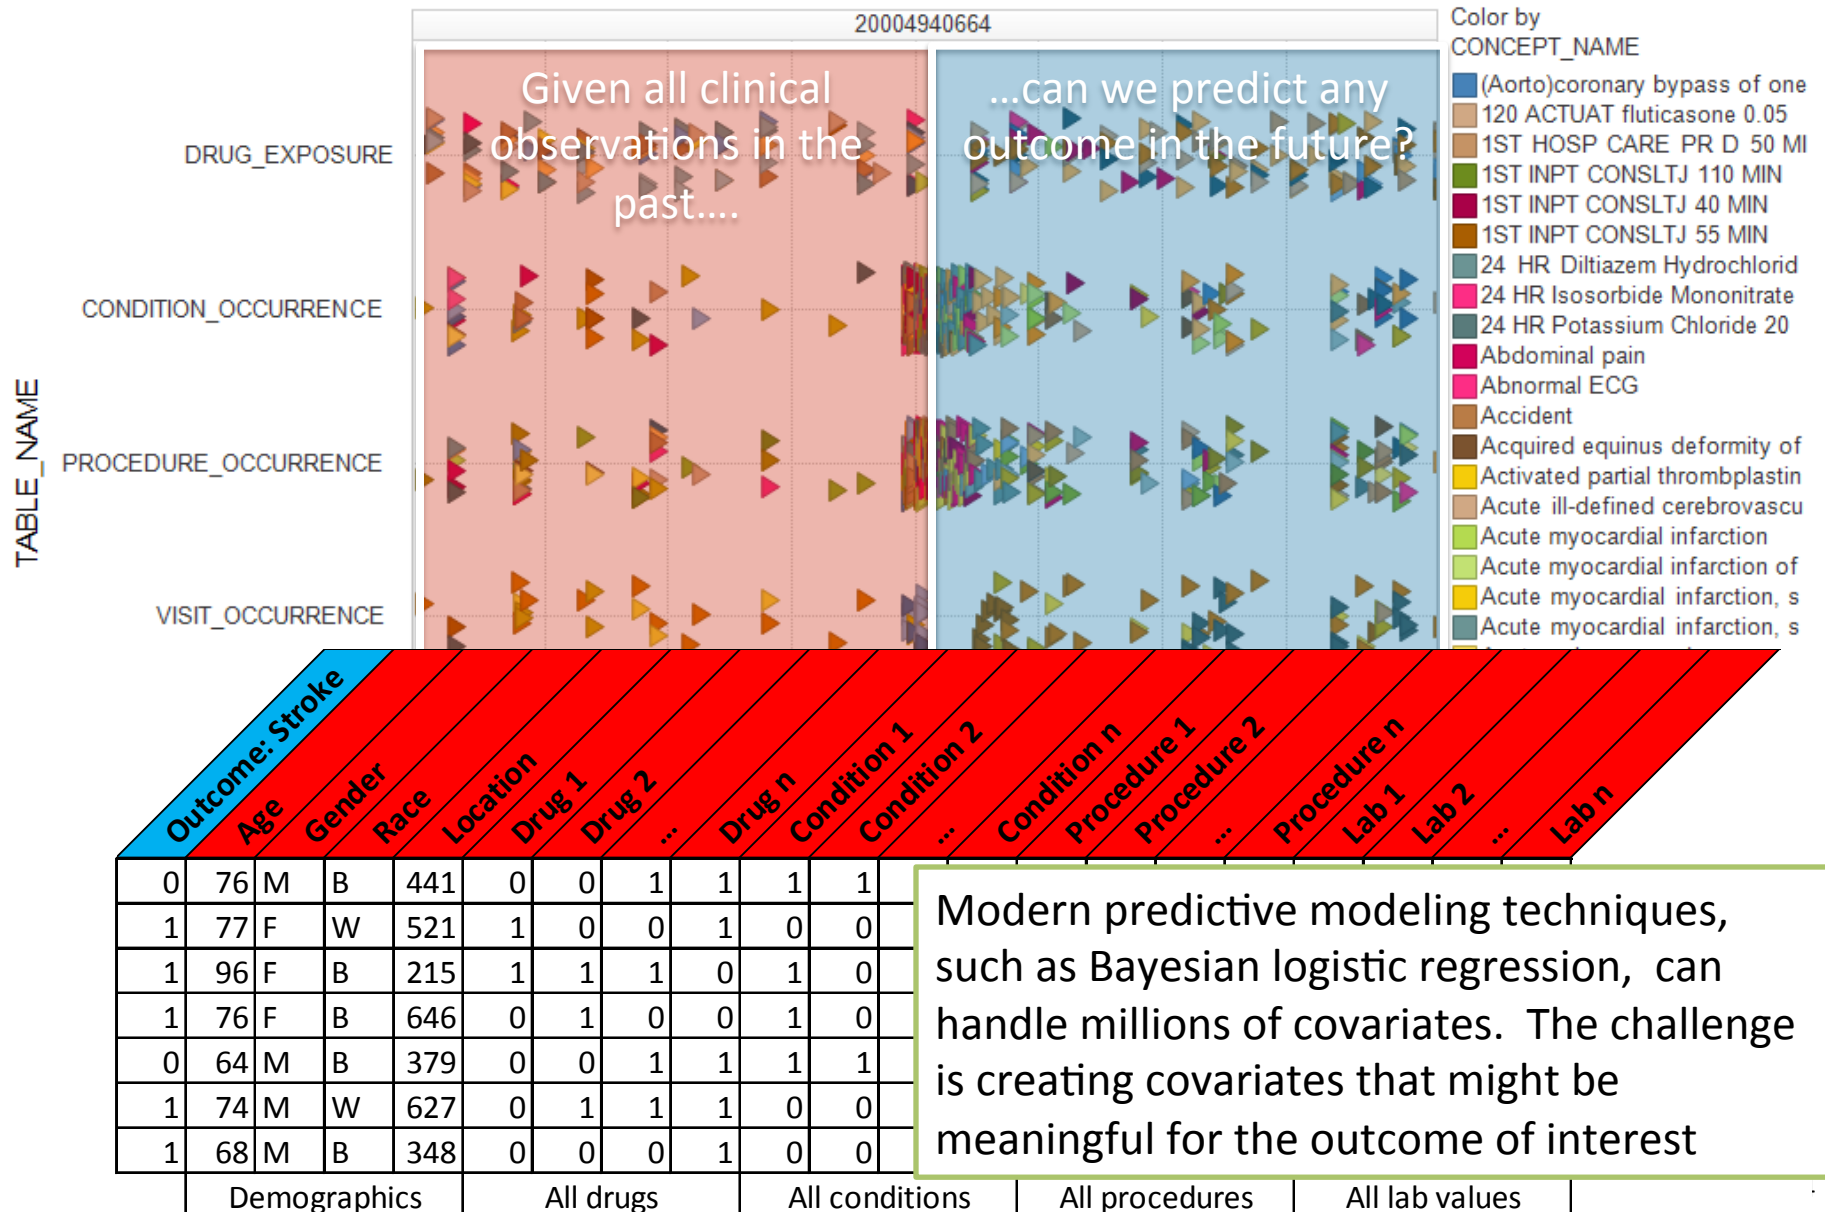 20004940664
Color by
CONCEPT_NAME
(Aorto)coronary bypass of one
120 ACTUAT fluticasone 0.05
1ST HOSP CARE PR D 50 MI
1ST INPT CONSLTJ 110 MIN
1ST INPT CONSLTJ 40 MIN
1ST INPT CONSLTJ 55 MIN
24 HR Diltiazem Hydrochlorid
24 HR Isosorbide Mononitrate
24 HR Potassium Chloride 20
Abdominal pain
Abnormal ECG
Accident
Acquired equinus deformity of
Activated partial thrombplastin
Acute ill-defined cerebrovascu
Acute myocardial infarction
Acute myocardial infarction of
Acute myocardial infarction, s
Acute myocardial infarction, s
Given all clinical
observations in the
past....
...can we predict any
outcome in the future?
TABLE_NAME
DRUG_EXPOSURE
CONDITION_OCCURRENCE
PROCEDURE_OCCURRENCE
VISIT_OCCURRENCE
Outcome: Stroke
Age
Gender
Race
Location
Drug 1
Drug 2
...
Drug n
Condition 1
Condition 2
...
Condition n
Procedure 1
Procedure 2
...
Procedure n
Lab 1
Lab 2
...
Lab n
0 76 M B 441 0 0 1 1 1 1
1 77 F W 521 1 0 0 1 0 0
1 96 F B 215 1 1 1 0 1 0
1 76 F B 646 0 1 0 0 1 0
0 64 M B 379 0 0 1 1 1 1
1 74 M W 627 0 1 1 1 0 0
1 68 M B 348 0 0 0 1 0 0
Modern predictive modeling techniques,
such as Bayesian logistic regression, can
handle millions of covariates. The challenge
is creating covariates that might be
meaningful for the outcome of interest
Demographics All drugs All conditions All procedures All lab values